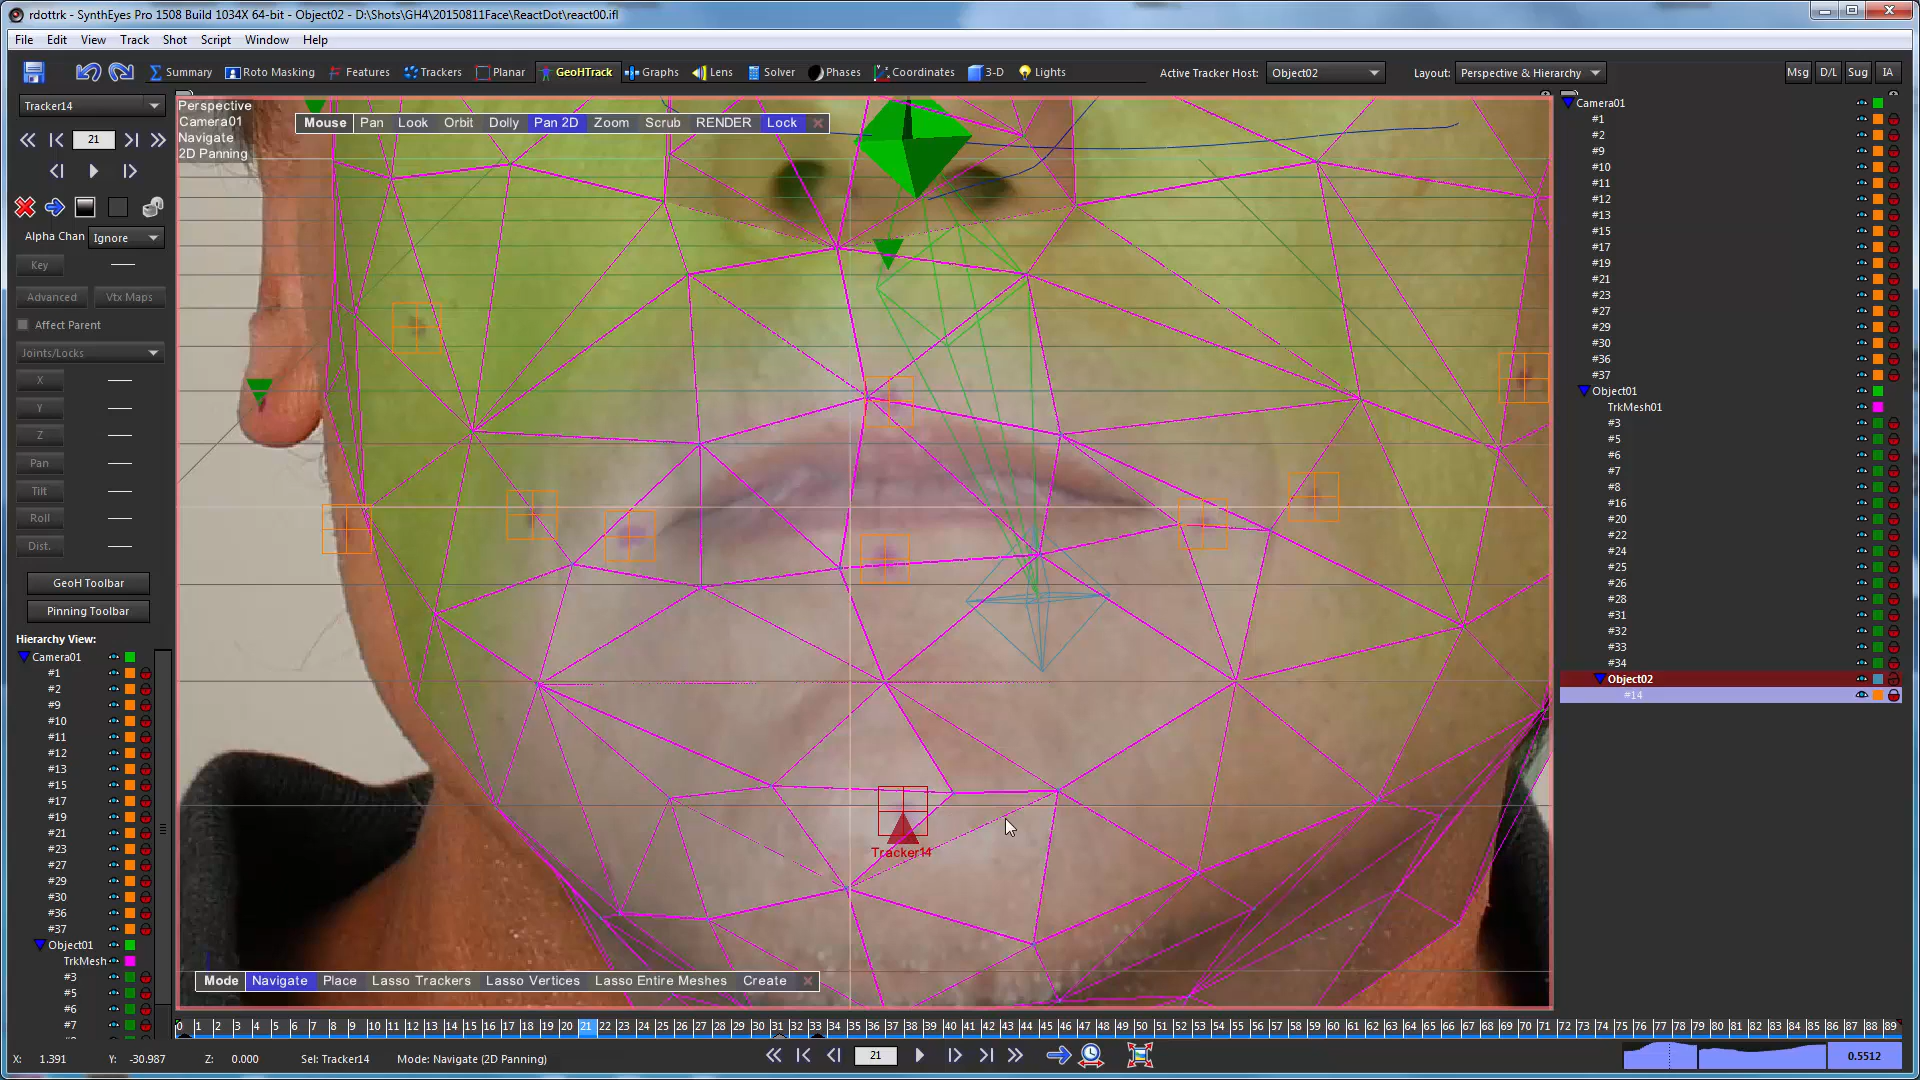 rdottrk - SynthEyes Pro 1508 Build 1034X 64-bit - Object02 - D:\Shots\GH4\20150811Face\ReactDot\react00.ifl
File Edit View Track Shot Script Window Help
Summary Roto Masking Features Trackers Planar GeoHTrack Graphs Lens Solver Phases Coordinates 3-D Lights Active Tracker Host: Object02 Layout: Perspective & Hierarchy Msg D/L Sug IA
Tracker14
21
Alpha Chan Ignore
Key
Advanced Vtx Maps
Affect Parent
Joints/Locks
X
Y
Z
Pan
Tilt
Roll
Dist.
GeoH Toolbar
Pinning Toolbar
Hierarchy View:
Camera01
#1
#2
#9
#10
#11
#12
#13
#15
#17
#19
#21
#23
#27
#29
#30
#36
#37
Object01
TrkMesh
#3
#5
#6
#7
Perspective
Camera01
Navigate
2D Panning
Mouse Pan Look Orbit Dolly Pan 2D Zoom Scrub RENDER Lock
Tracker14
Mode Navigate Place Lasso Trackers Lasso Vertices Lasso Entire Meshes Create
Camera01
#1
#2
#9
#10
#11
#12
#13
#15
#17
#19
#21
#23
#27
#29
#30
#36
#37
Object01
TrkMesh01
#3
#5
#6
#7
#8
#16
#20
#22
#24
#25
#26
#28
#31
#32
#33
#34
Object02
#14
0 1 2 3 4 5 6 7 8 9 10 11 12 13 14 15 16 17 18 19 20 21 22 23 24 25 26 27 28 29 30 31 32 33 34 35 36 37 38 39 40 41 42 43 44 45 46 47 48 49 50 51 52 53 54 55 56 57 58 59 60 61 62 63 64 65 66 67 68 69 70 71 72 73 74 75 76 77 78 79 80 81 82 83 84 85 86 87 88 89
X: 1.391 Y: -30.987 Z: 0.000 Sel: Tracker14 Mode: Navigate (2D Panning) 21 0.5512